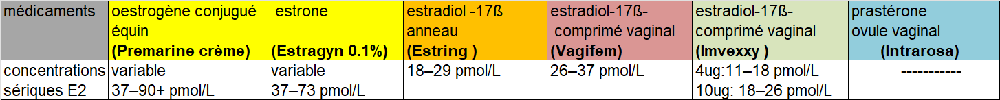 médicaments
oestrogène conjugué
équin
(Premarine crème)
estrone
(Estragyn 0.1%)
estradiol -17ß
anneau
(Estring )
estradiol-17ß-
comprimé vaginal
(Vagifem)
estradiol-17ß-
comprimé vaginal
(Imvexxy )
prastérone
ovule vaginal
(Intrarosa)
concentrations
sériques E2
variable
37–90+ pmol/L
variable
37–73 pmol/L
18–29 pmol/L
26–37 pmol/L
4ug:11–18 pmol/L
10ug: 18–26 pmol/L
-----------